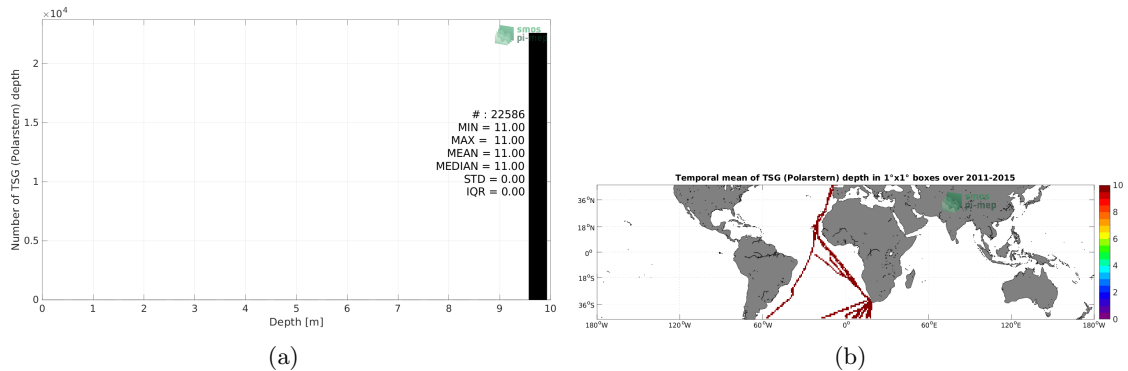 ×10⁴
smos
pi-mep
2
1.5
1
0.5
0
Number of TSG (Polarstern) depth
# : 22586
MIN = 11.00
MAX = 11.00
MEAN = 11.00
MEDIAN = 11.00
STD = 0.00
IQR = 0.00
0 1 2 3 4 5 6 7 8 9 10
Depth [m]
(a)
Temporal mean of TSG (Polarstern) depth in 1°x1° boxes over 2011-2015
smos
pi-mep
36°N
18°N
0°
18°S
36°S
180°W 120°W 60°W 0° 60°E 120°E 180°W
10
8
6
4
2
0
(b)